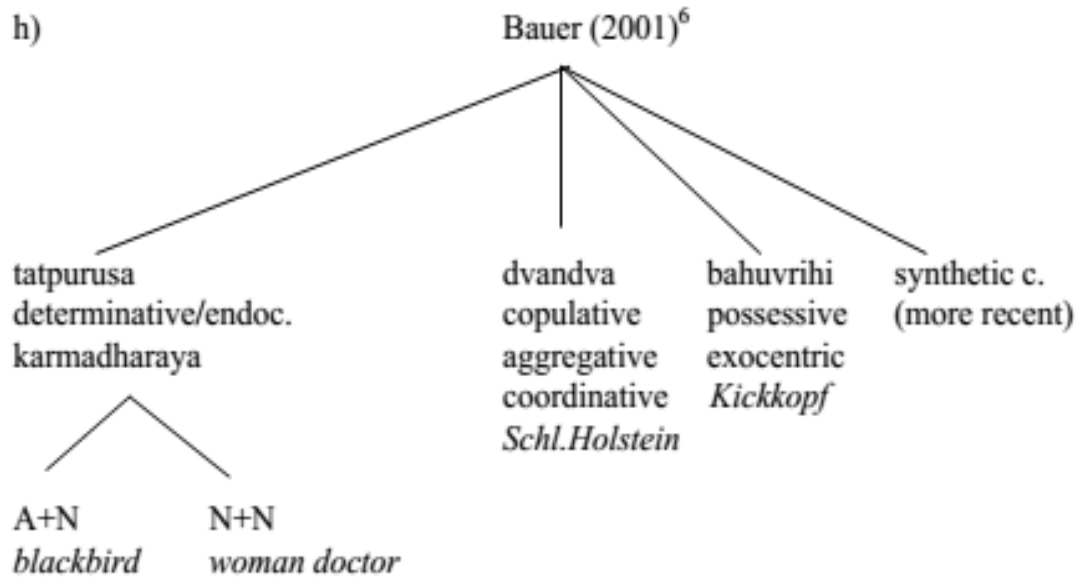 h) Bauer (2001)⁶
tatpurusa dvandva bahuvrihi synthetic c.
determinative/endoc. copulative possessive (more recent)
karmadharaya aggregative exocentric
coordinative Kickkopf
Schl.Holstein
A+N N+N
blackbird woman doctor